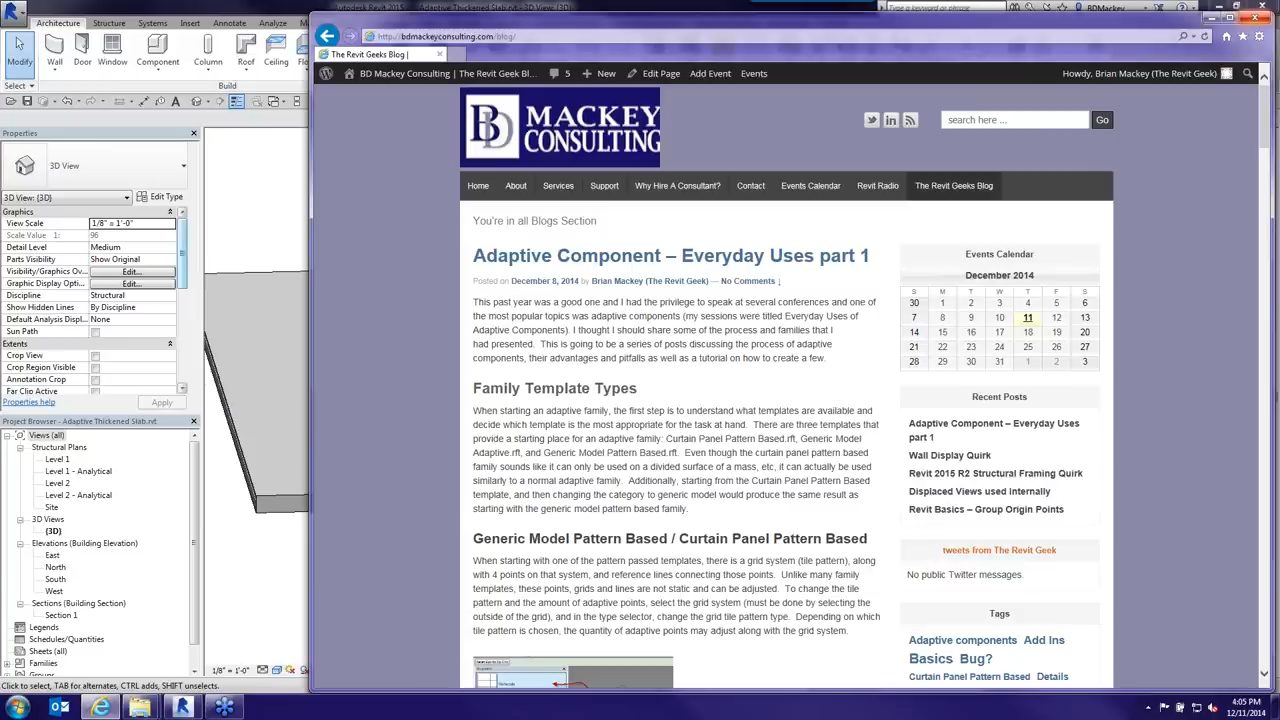 Autodesk Revit 2015
Adaptive Thickened Slab.rvt - 3D View: {3D}
Type a keyword or phrase
BDMackey
Architecture
Structure
Systems
Insert
Modify
Wall
Door
Window
Component
Column
Roof
Ceiling
Select
Build
http://bdmackeyconsulting.com/blog/
The Revit Geeks Blog |
BD Mackey Consulting | The Revit Geek Bl...
5
New
Edit Page
Add Event
Events
Howdy, Brian Mackey (The Revit Geek)
BD MACKEY
CONSULTING
search here ...
Go
Home
About
Services
Support
Why Hire A Consultant?
Contact
Events Calendar
Revit Radio
The Revit Geeks Blog
You're in all Blogs Section
Adaptive Component – Everyday Uses part 1
Posted on December 8, 2014 by Brian Mackey (The Revit Geek) — No Comments ↓
This past year was a good one and I had the privilege to speak at several conferences and one of
the most popular topics was adaptive components (my sessions were titled Everyday Uses of
Adaptive Components). I thought I should share some of the process and families that I
had presented. This is going to be a series of posts discussing the process of adaptive
components, their advantages and pitfalls as well as a tutorial on how to create a few.
Family Template Types
When starting an adaptive family, the first step is to understand what templates are available and
decide which template is the most appropriate for the task at hand. There are three templates that
provide a starting place for an adaptive family: Curtain Panel Pattern Based.rft, Generic Model
Adaptive.rft, and Generic Model Pattern Based.rft. Even though the curtain panel pattern based
family sounds like it can only be used on a divided surface of a mass, etc, it can actually be used
similarly to a normal adaptive family. Additionally, starting from the Curtain Panel Pattern Based
template, and then changing the category to generic model would produce the same result as
starting with the generic model pattern based family.
Generic Model Pattern Based / Curtain Panel Pattern Based
When starting with one of the pattern passed templates, there is a grid system (tile pattern), along
with 4 points on that system, and reference lines connecting those points. Unlike many family
templates, these points, grids and lines are not static and can be adjusted. To change the tile
pattern and the amount of adaptive points, select the grid system (must be done by selecting the
outside of the grid), and in the type selector, change the grid tile pattern type. Depending on which
tile pattern is chosen, the quantity of adaptive points may adjust along with the grid system.
Events Calendar
December 2014
S M T W T F S
30 1 2 3 4 5 6
7 8 9 10 11 12 13
14 15 16 17 18 19 20
21 22 23 24 25 26 27
28 29 30 31 1 2 3
Recent Posts
Adaptive Component – Everyday Uses
part 1
Wall Display Quirk
Revit 2015 R2 Structural Framing Quirk
Displaced Views used Internally
Revit Basics – Group Origin Points
tweets from The Revit Geek
No public Twitter messages.
Tags
Adaptive components Add Ins
Basics Bug?
Curtain Panel Pattern Based Details
Properties
3D View
3D View: {3D}
Edit Type
Graphics
View Scale 1/8" = 1'-0"
Scale Value 1: 96
Detail Level Medium
Parts Visibility Show Original
Visibility/Graphics Ov... Edit...
Graphic Display Opti... Edit...
Discipline Structural
Show Hidden Lines By Discipline
Default Analysis Displ... None
Sun Path
Extents
Crop View
Crop Region Visible
Annotation Crop
Far Clip Active
Properties help
Apply
Project Browser - Adaptive Thickened Slab.rvt
Views (all)
Structural Plans
Level 1
Level 1 - Analytical
Level 2
Level 2 - Analytical
Site
3D Views
{3D}
Elevations (Building Elevation)
East
North
South
West
Sections (Building Section)
Section 1
Legends
Schedules/Quantities
Sheets (all)
Families
1/8" = 1'-0"
Click to select, TAB for alternates, CTRL adds, SHIFT unselects.
4:05 PM
12/11/2014